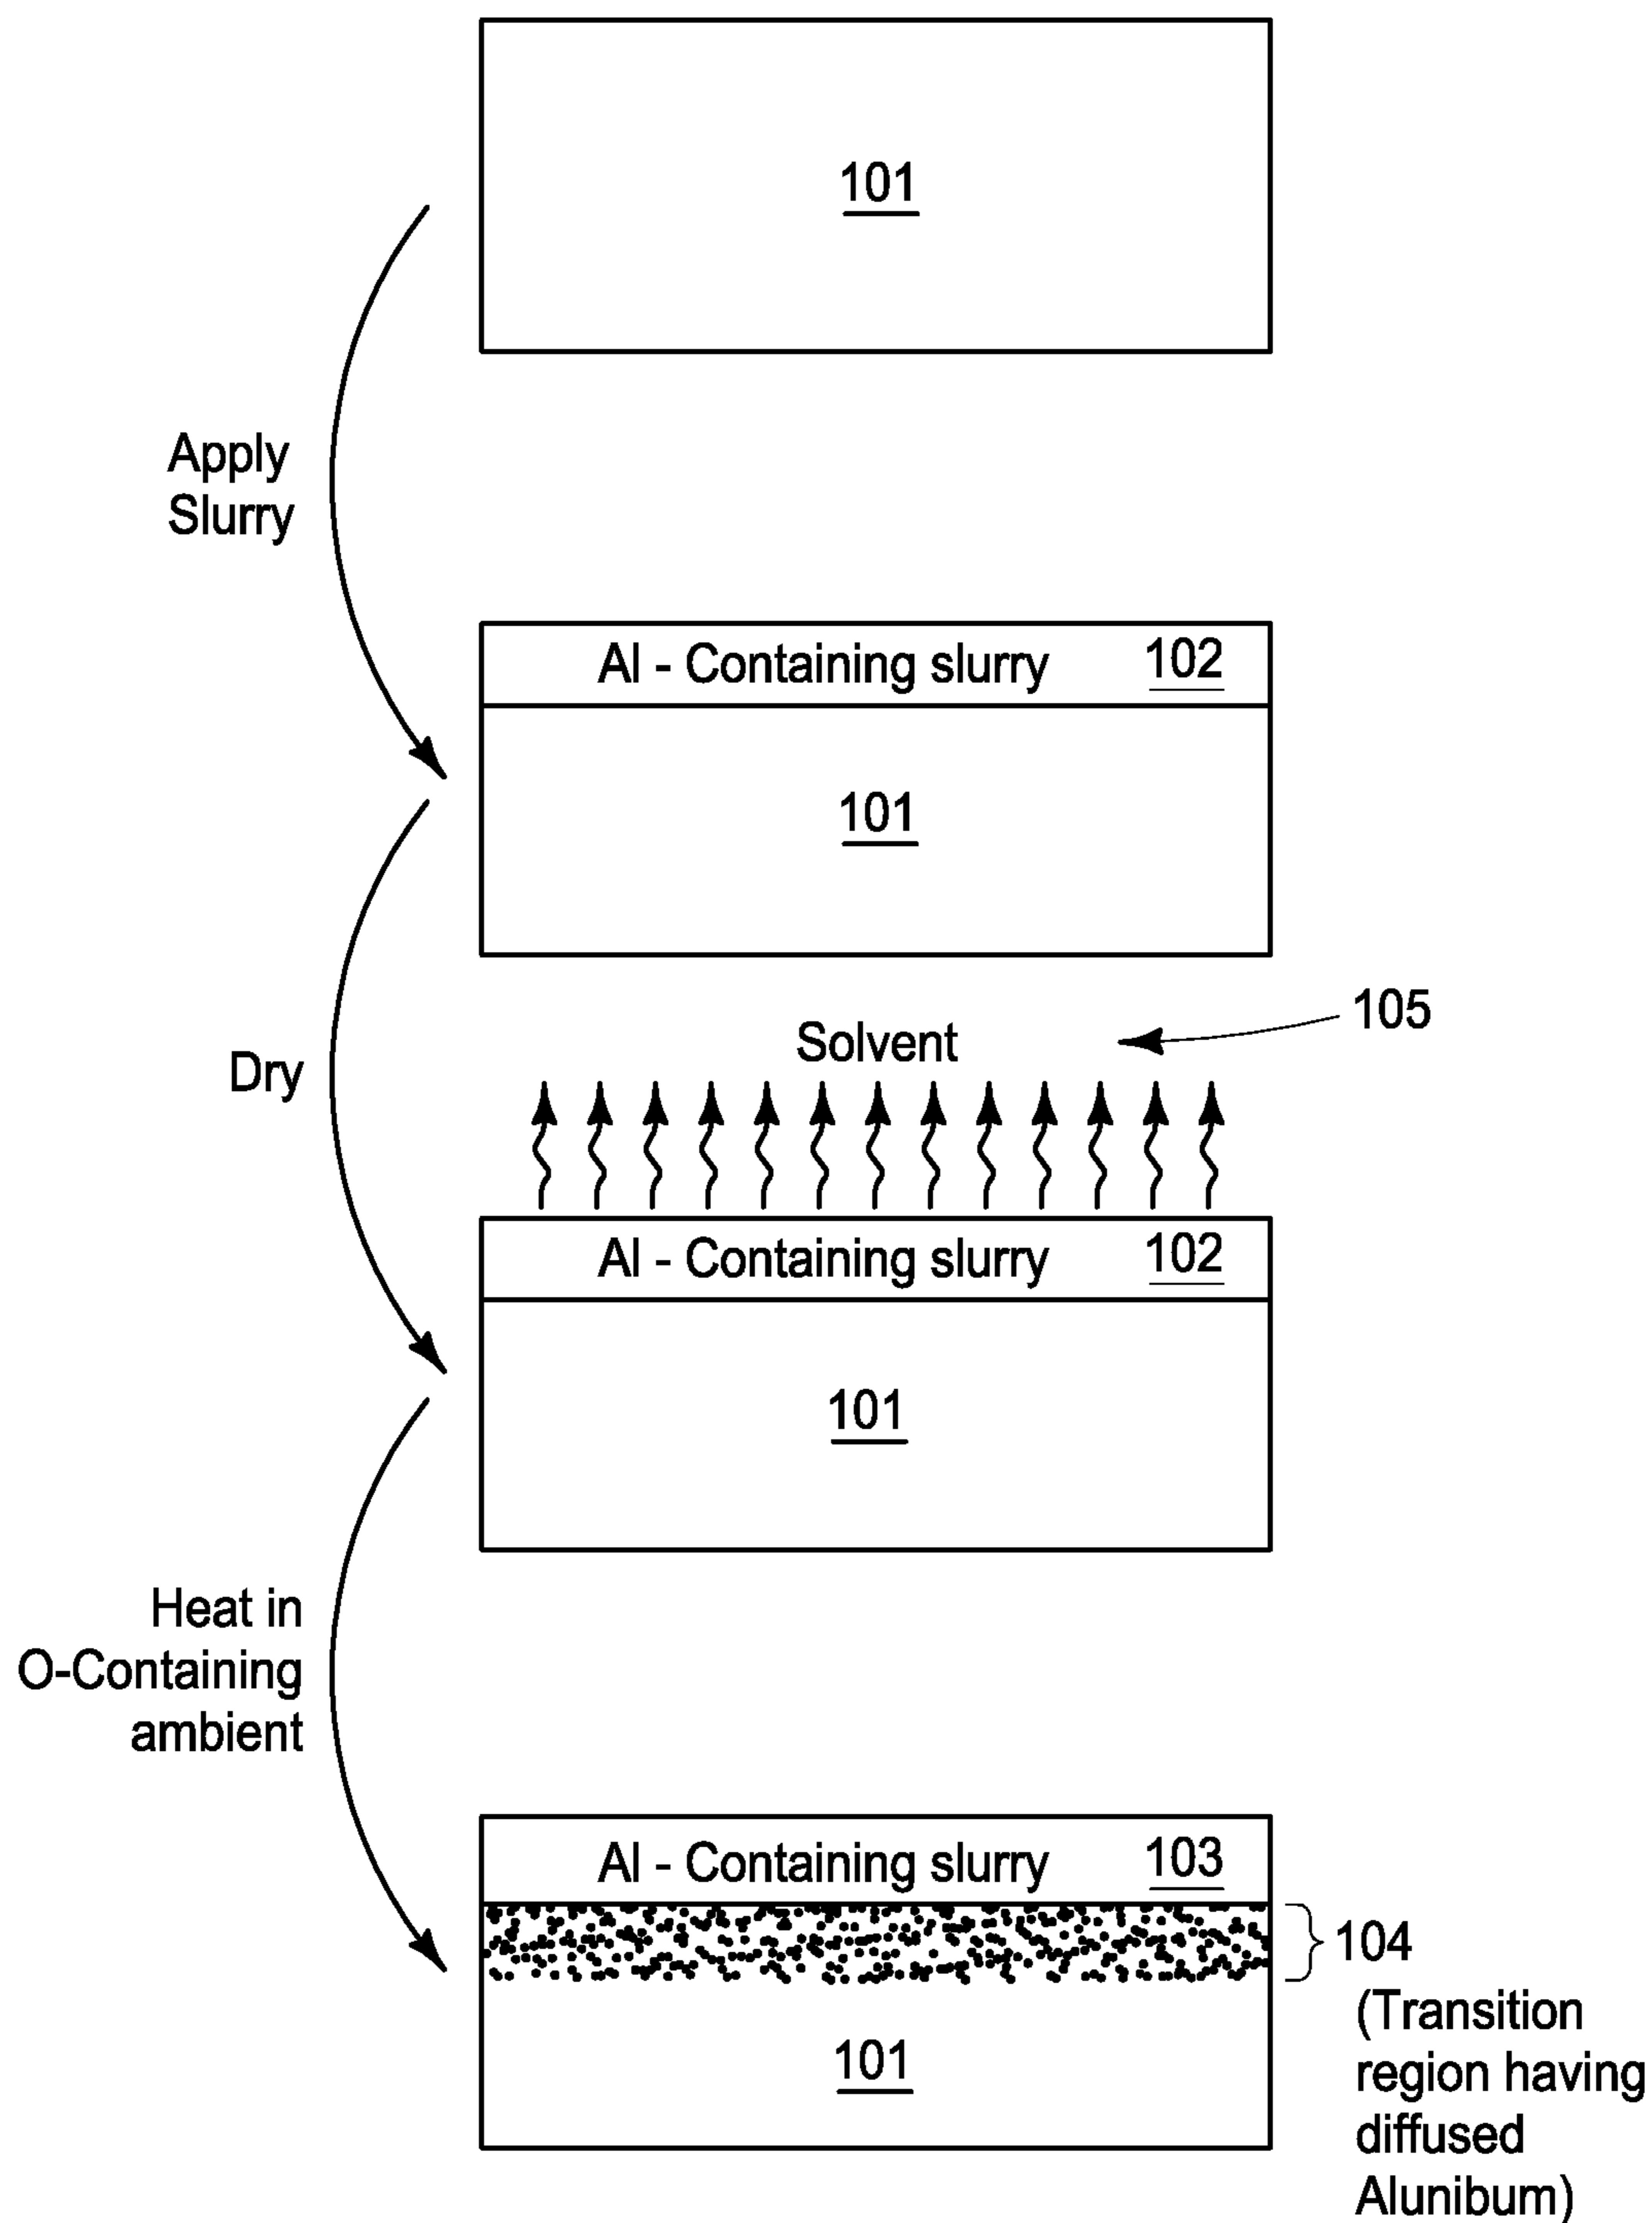 101
Apply
Slurry
Al - Containing slurry 102
101
105
Solvent
Dry
Al - Containing slurry 102
101
Heat in
O-Containing
ambient
Al - Containing slurry 103
104
(Transition
region having
diffused
Alunibum)
101